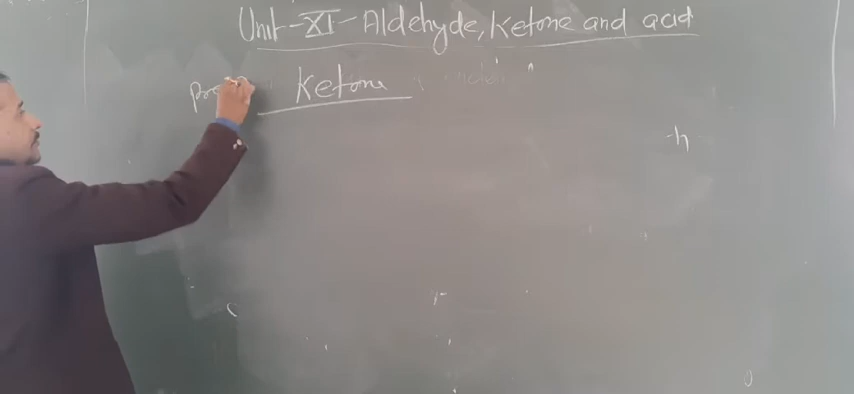 Unit-XI-Aldehyde, Ketone and acid
Ketone
h